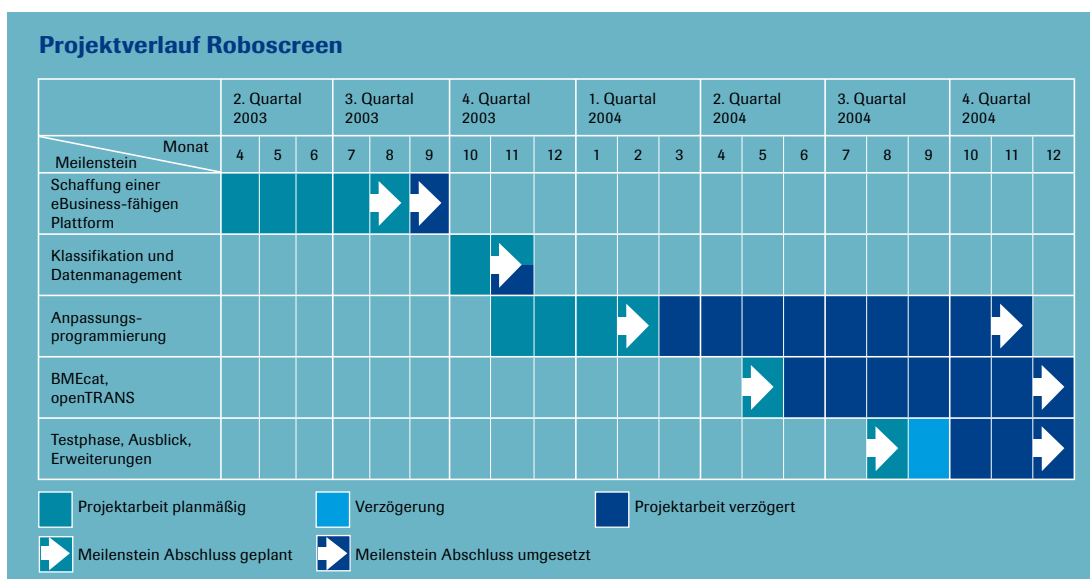 Projektverlauf Roboscreen
2. Quartal
2003
3. Quartal
2003
4. Quartal
2003
1. Quartal
2004
2. Quartal
2004
3. Quartal
2004
4. Quartal
2004
Monat
Meilenstein
4 5 6 7 8 9 10 11 12 1 2 3 4 5 6 7 8 9 10 11 12
Schaffung einer
eBusiness-fähigen
Plattform
Klassifikation und
Datenmanagement
Anpassungs-
programmierung
BMEcat,
openTRANS
Testphase, Ausblick,
Erweiterungen
Projektarbeit planmäßig
Verzögerung
Projektarbeit verzögert
Meilenstein Abschluss geplant
Meilenstein Abschluss umgesetzt